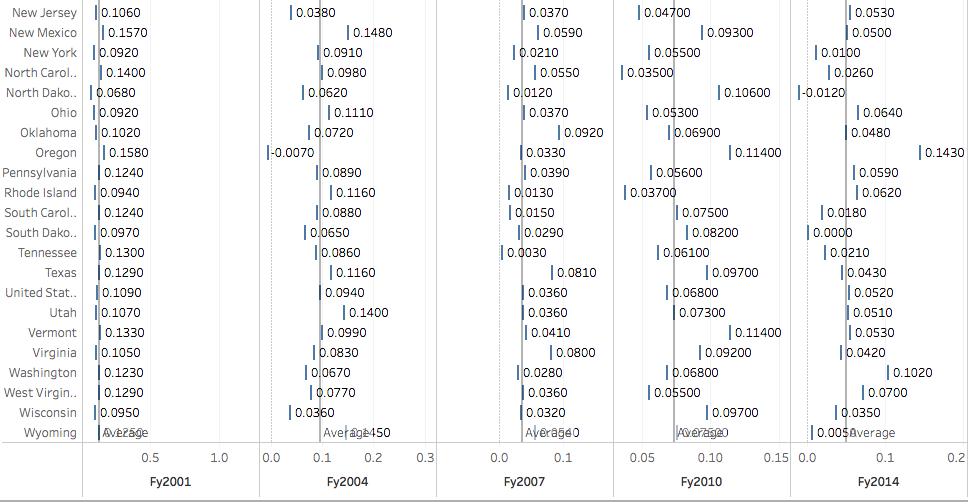 New Jersey 0.1060 0.0380 0.0370 0.04700 0.0530
New Mexico 0.1570 0.1480 0.0590 0.09300 0.0500
New York 0.0920 0.0910 0.0210 0.05500 0.0100
North Carol.. 0.1400 0.0980 0.0550 0.03500 0.0260
North Dako.. 0.0680 0.0620 0.0120 0.10600 -0.0120
Ohio 0.0920 0.1110 0.0370 0.05300 0.0640
Oklahoma 0.1020 0.0720 0.0920 0.06900 0.0480
Oregon 0.1580 -0.0070 0.0330 0.11400 0.1430
Pennsylvania 0.1240 0.0890 0.0390 0.05600 0.0590
Rhode Island 0.0940 0.1160 0.0130 0.03700 0.0620
South Carol.. 0.1240 0.0880 0.0150 0.07500 0.0180
South Dako.. 0.0970 0.0650 0.0290 0.08200 0.0000
Tennessee 0.1300 0.0860 0.0030 0.06100 0.0210
Texas 0.1290 0.1160 0.0810 0.09700 0.0430
United Stat.. 0.1090 0.0940 0.0360 0.06800 0.0520
Utah 0.1070 0.1400 0.0360 0.07300 0.0510
Vermont 0.1330 0.0990 0.0410 0.11400 0.0530
Virginia 0.1050 0.0830 0.0800 0.09200 0.0420
Washington 0.1230 0.0670 0.0280 0.06800 0.1020
West Virgin.. 0.1290 0.0770 0.0360 0.05500 0.0700
Wisconsin 0.0950 0.0360 0.0320 0.09700 0.0350
Wyoming Average Average Average Average Average
0.5 1.0 0.0 0.1 0.2 0.3 0.0 0.1 0.05 0.10 0.15 0.0 0.1 0.2
Fy2001 Fy2004 Fy2007 Fy2010 Fy2014